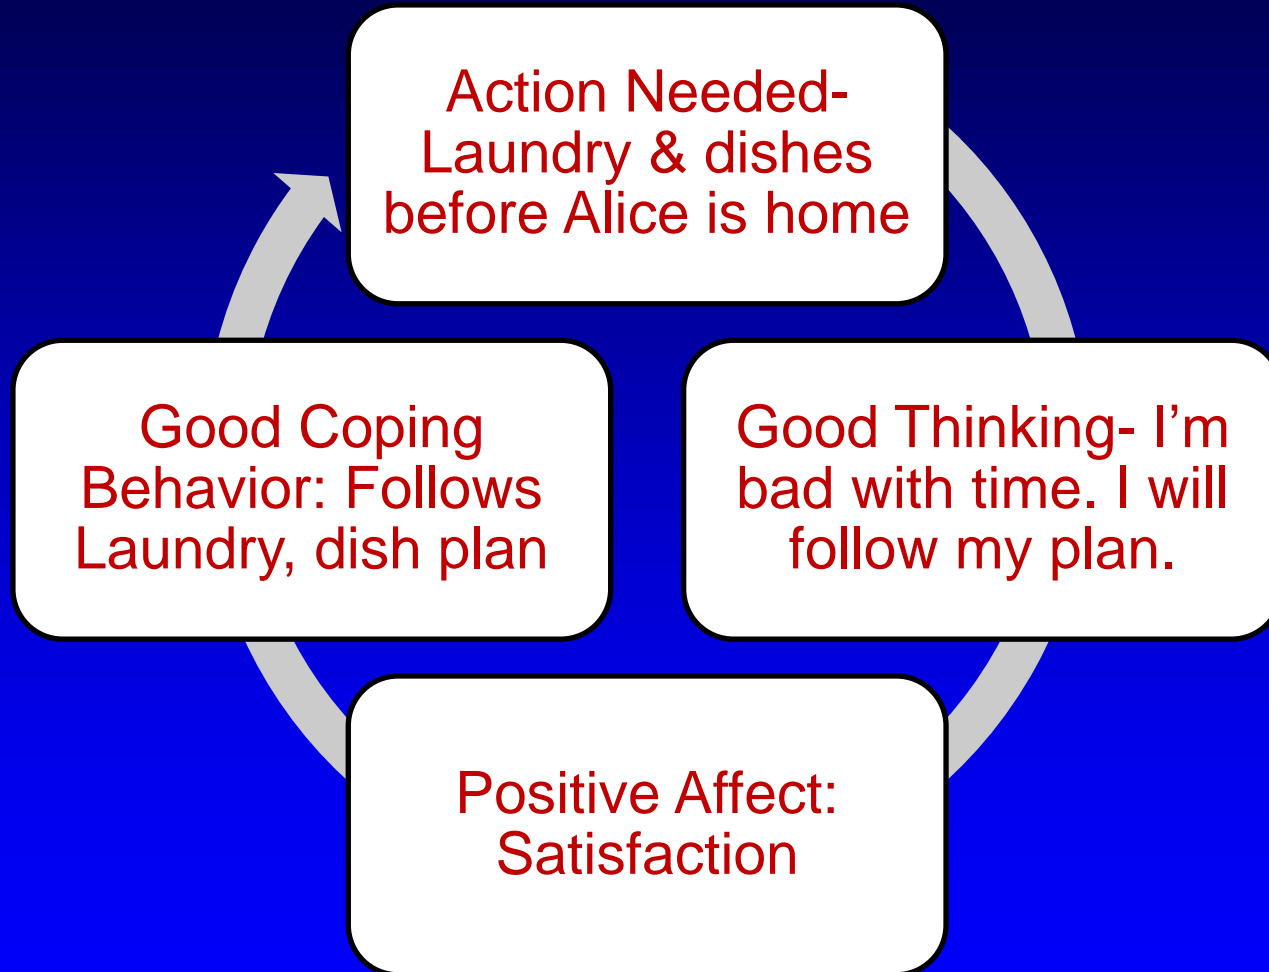 Action Needed-
Laundry & dishes
before Alice is home
Good Thinking- I'm
bad with time. I will
follow my plan.
Positive Affect:
Satisfaction
Good Coping
Behavior: Follows
Laundry, dish plan